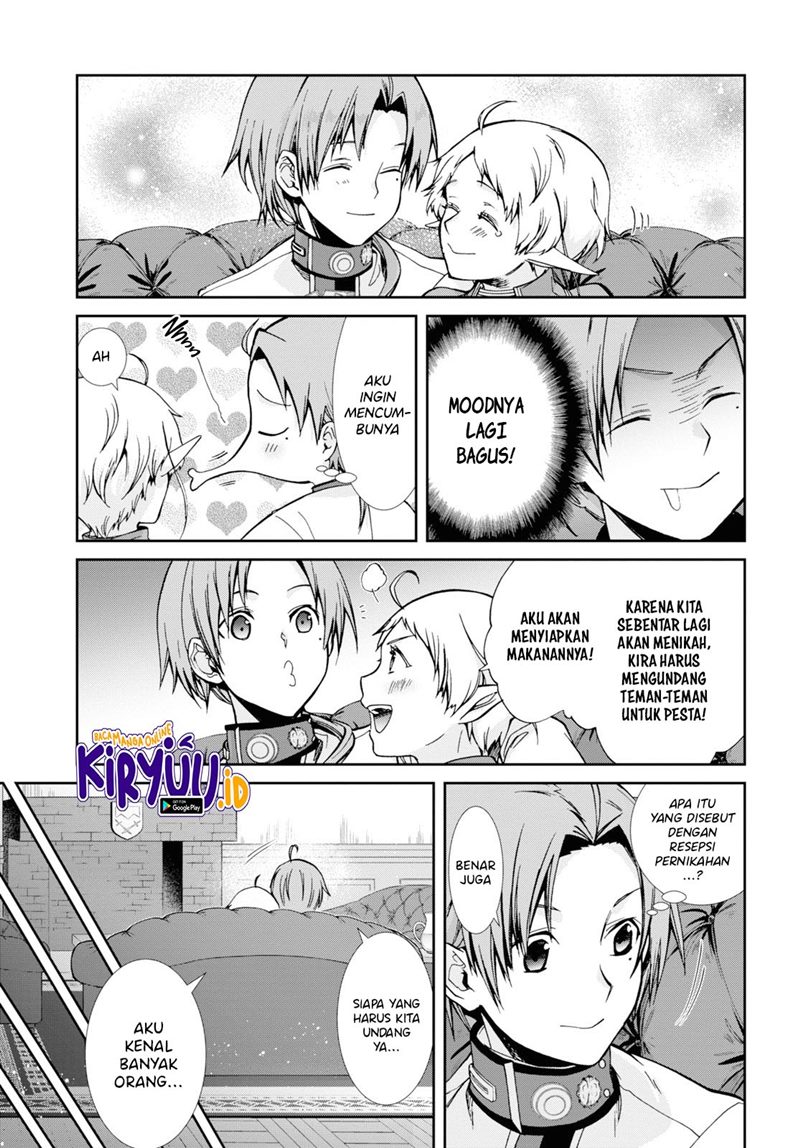 MOODNYA
LAGI
BAGUS!
AKU
INGIN
MENCUM-
BUNYA
Nhnn~
AH
KARENA KITA
SEBENTAR LAGI
AKAN MENIKAH,
KIRA HARUS
MENGUNDANG
TEMAN-TEMAN
UNTUK PESTA!
AKU AKAN
MENYIAPKAN
MAKANANNYA!
BACA MANGA ONLINE
KIRYUU.ID
GET IT ON
Google Play
APA ITU
YANG DISEBUT
DENGAN
RESEPSI
PERNIKAHAN
...?
BENAR
JUGA
SIAPA YANG
HARUS KITA
UNDANG
YA...
AKU
KENAL
BANYAK
ORANG...